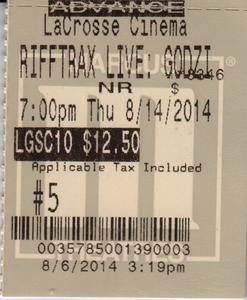 ADVANCE
LaCrosse Cinema
RIFFTRAX LIVE: GODZI
NR $
7:00pm Thu 8/14/2014
LGSC10 $12.50
Applicable Tax Included
#5
0035785001390003
8/6/2014 3:19pm